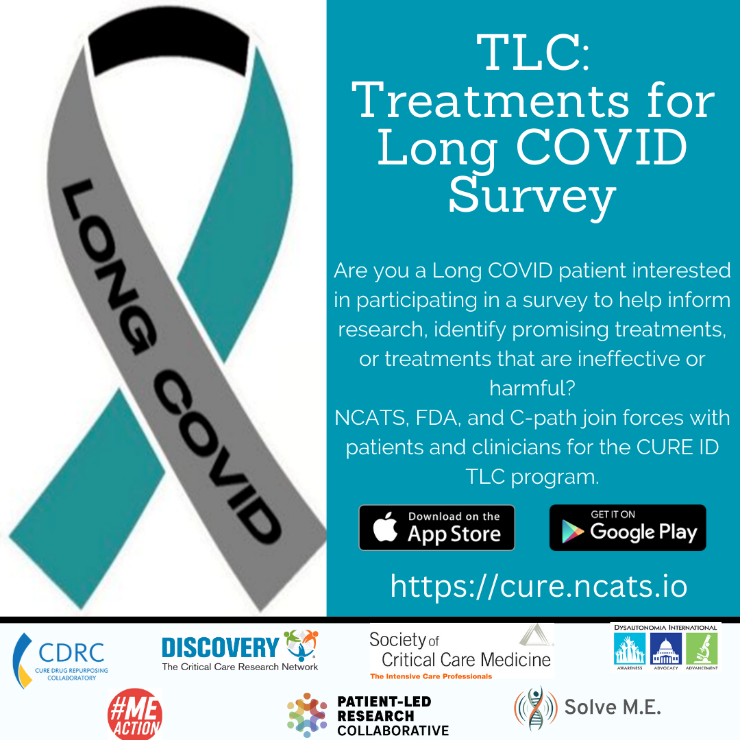 LONG COVID
TLC:
Treatments for
Long COVID
Survey
Are you a Long COVID patient interested
in participating in a survey to help inform
research, identify promising treatments,
or treatments that are ineffective or
harmful?
NCATS, FDA, and C-path join forces with
patients and clinicians for the CURE ID
TLC program.
Download on the
App Store
GET IT ON
Google Play
https://cure.ncats.io
CDRC
CURE DRUG REPURPOSING
COLLABORATORY
DISCOVERY
The Critical Care Research Network
Society of
Critical Care Medicine
The Intensive Care Professionals
DYSAUTONOMIA INTERNATIONAL
AWARENESS ADVOCACY ADVANCEMENT
#ME
ACTION
PATIENT-LED
RESEARCH
COLLABORATIVE
Solve M.E.